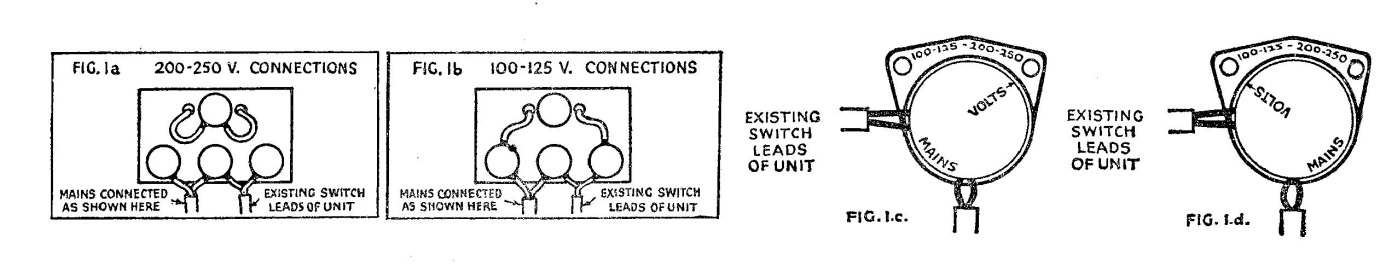 FIG. 1a 200-250 V. CONNECTIONS
MAINS CONNECTED
AS SHOWN HERE
EXISTING SWITCH
LEADS OF UNIT
FIG. 1b 100-125 V. CONNECTIONS
MAINS CONNECTED
AS SHOWN HERE
EXISTING SWITCH
LEADS OF UNIT
100-125 - 200-250
VOLTS
MAINS
EXISTING
SWITCH
LEADS
OF UNIT
FIG. 1.c.
100-125 - 200-250
VOLTS
MAINS
EXISTING
SWITCH
LEADS
OF UNIT
FIG. 1.d.